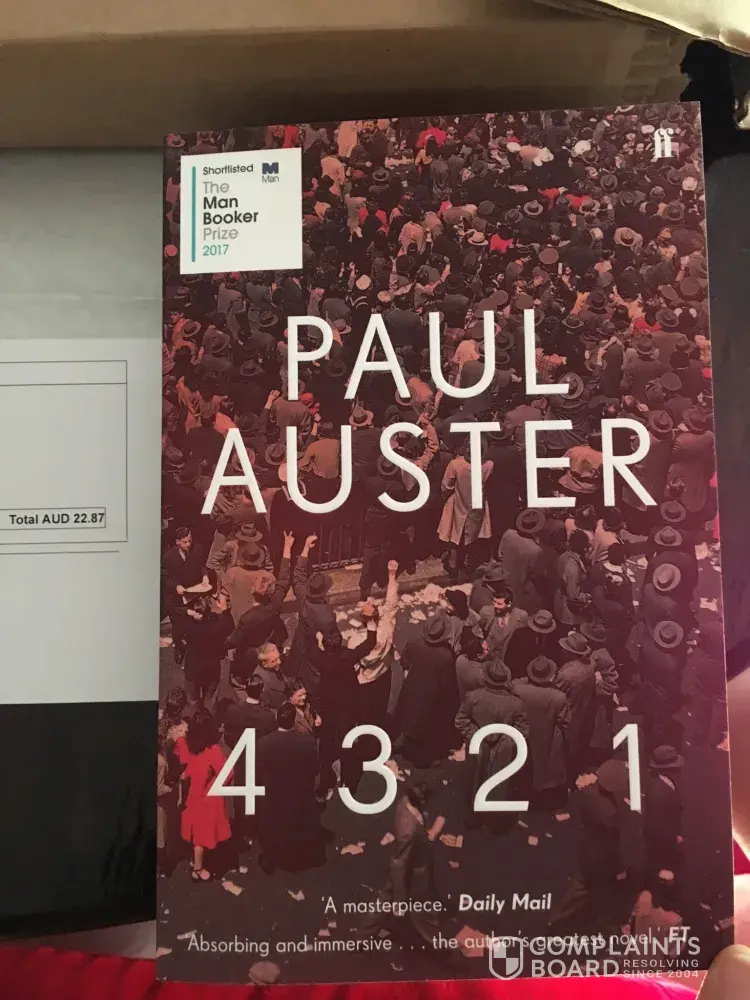 Shortlisted
Man
The
Man
Booker
Prize
2017
ff
PAUL
AUSTER
Total AUD 22.87
4 3 2 1
'A masterpiece.' Daily Mail
'Absorbing and immersive . . . the author's greatest novel.' FT
COMPLAINTS
BOARD RESOLVING
SINCE 2004